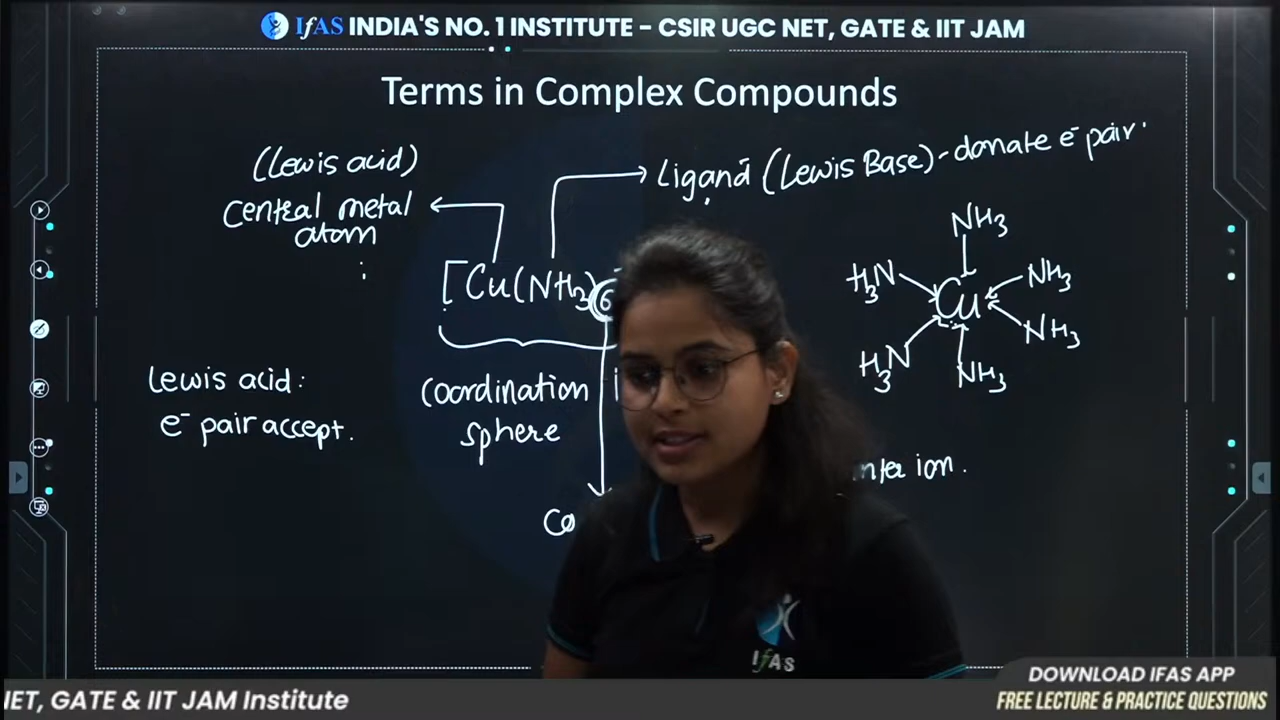 IfAS INDIA'S NO. 1 INSTITUTE – CSIR UGC NET, GATE & IIT JAM
Terms in Complex Compounds
(Lewis acid)
central metal
atom
Ligand (Lewis Base) - donate e⁻ pair
[Cu(NH₃)₆
NH₃
H₃N
NH₃
Cu
NH₃
H₃N
NH₃
Lewis acid:
e⁻ pair accept.
coordination
sphere
ion.
IfAS
DOWNLOAD IFAS APP
FREE LECTURE & PRACTICE QUESTIONS
NET, GATE & IIT JAM Institute